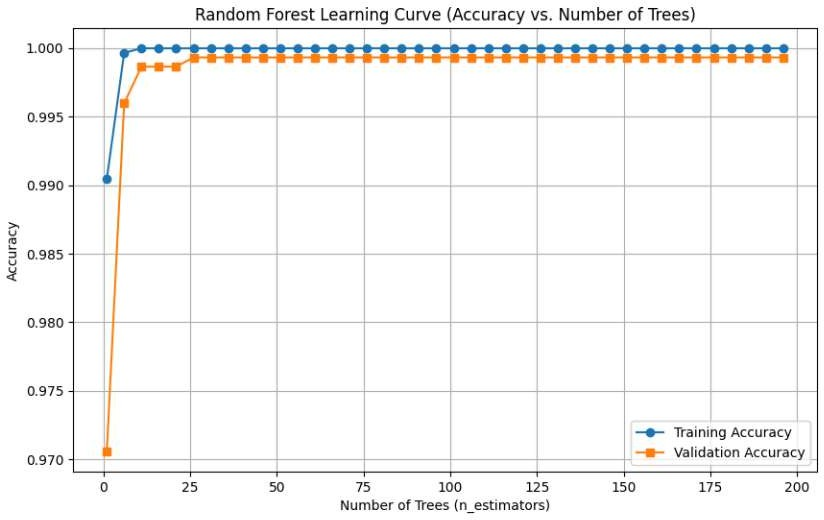 Random Forest Learning Curve (Accuracy vs. Number of Trees)
1.000
0.995
0.990
0.985
0.980
0.975
0.970
Accuracy
Training Accuracy
Validation Accuracy
0 25 50 75 100 125 150 175 200
Number of Trees (n_estimators)